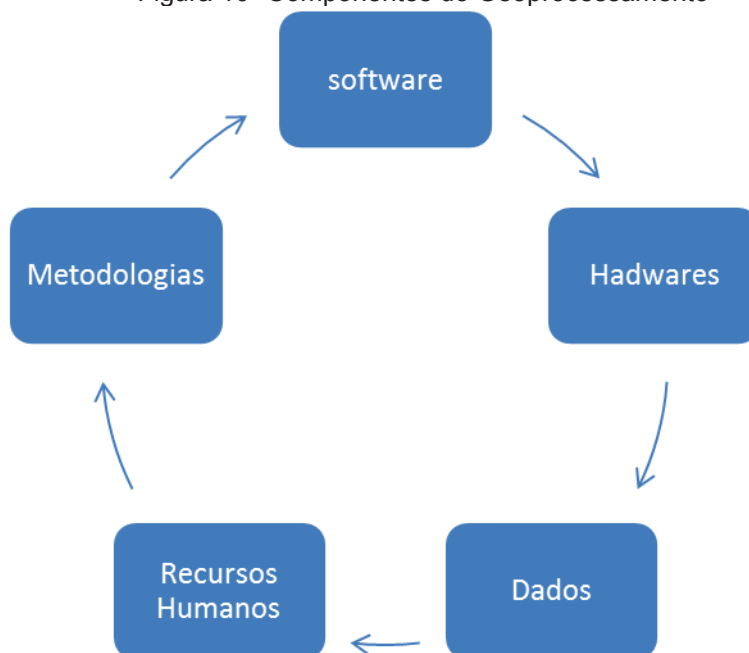 Figura 10- Componentes do Geoprocessamento
software
Metodologias
Hadwares
Recursos
Humanos
Dados